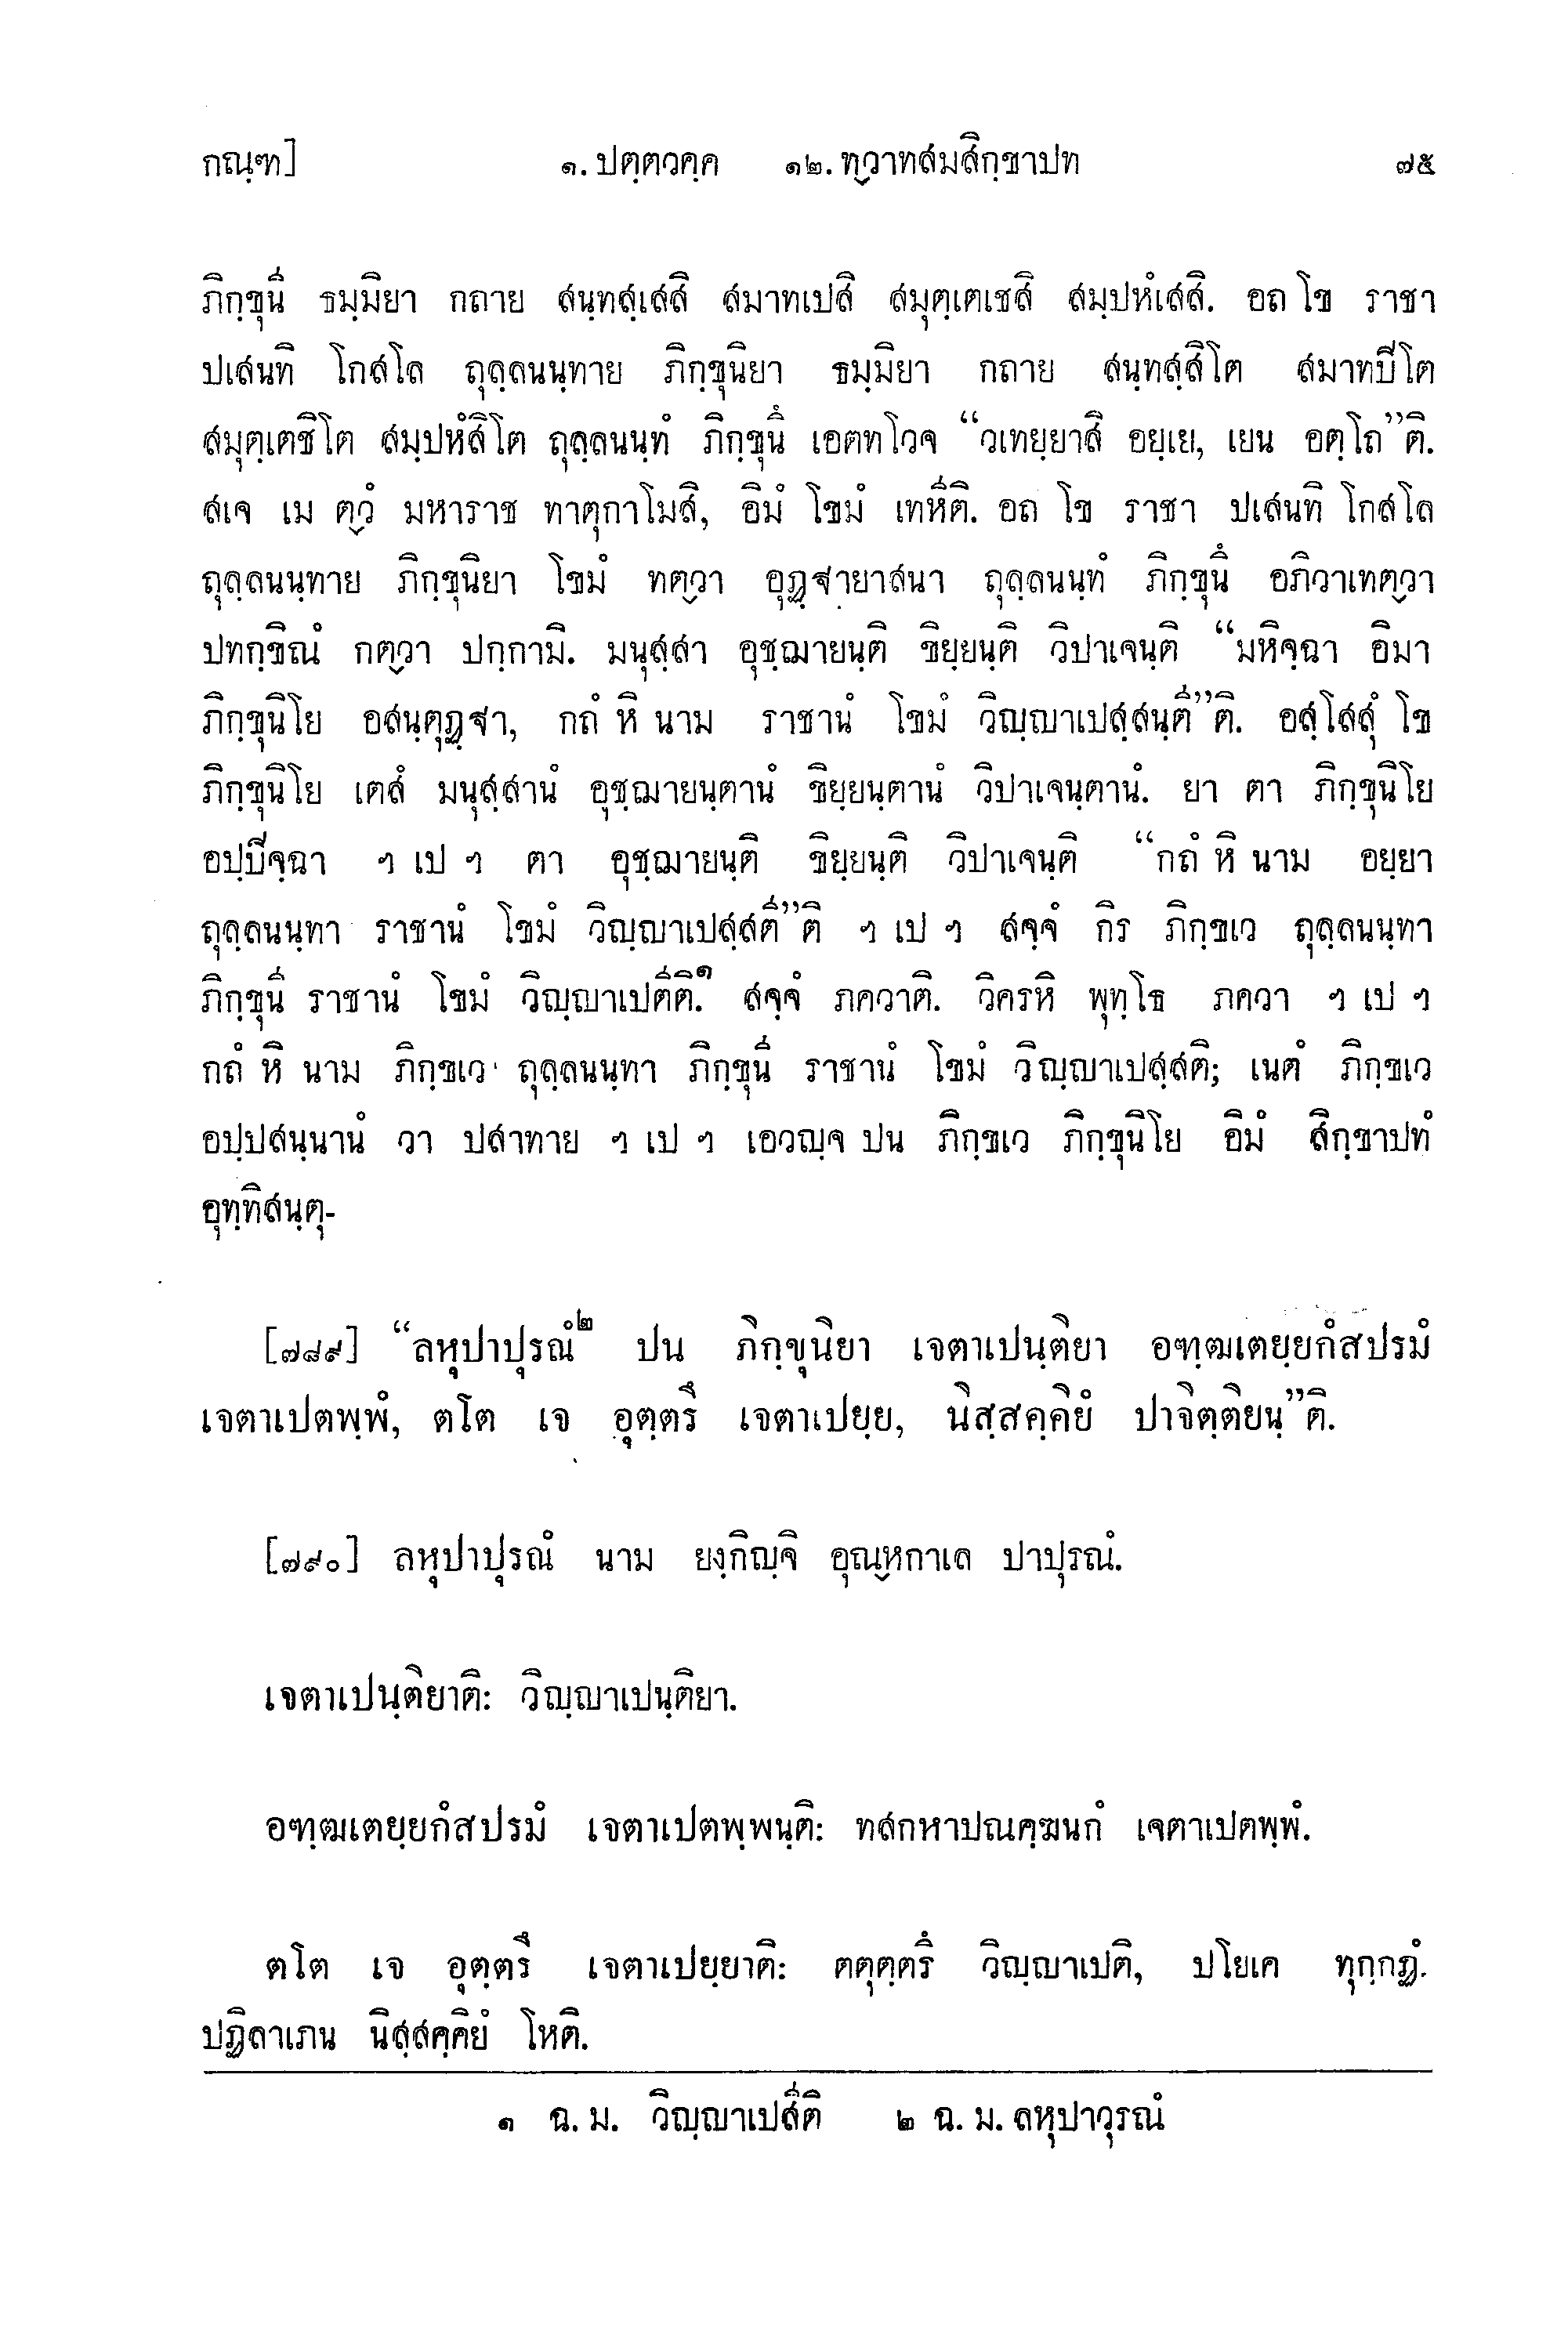 กณฺฑ] ๑. ปตฺตวคฺค ๑๒. ทฺวาทสมสิกฺขาปท ๗๕
ภิกฺขุนี ธมฺมิยา กถาย สนฺทสฺเสสิ สมาทเปสิ สมุตฺเตเชสิ สมฺปหํเสสิ. อถ โข ราชา
ปเสนทิ โกสโล ถุลฺลนนฺทาย ภิกฺขุนิยา ธมฺมิยา กถาย สนฺทสฺสิโต สมาทปิโต
สมุตฺเตชิโต สมฺปหํสิโต ถุลฺลนนฺทํ ภิกฺขุนึ เอตทโวจ “วเทยฺยาสิ อยฺเย, เยน อตฺโถ”ติ.
สเจ เม ตฺวํ มหาราช ทาตุกาโมสิ, อิมํ โขมํ เทหีติ. อถ โข ราชา ปเสนทิ โกสโล
ถุลฺลนนฺทาย ภิกฺขุนิยา โขมํ ทตฺวา อุฏฺฐายาสนา ถุลฺลนนฺทํ ภิกฺขุนึ อภิวาเทตฺวา
ปทกฺขิณํ กตฺวา ปกฺกามิ. มนุสฺสา อุชฺฌายนฺติ ขิยฺยนฺติ วิปาเจนฺติ “มหิจฺฉา อิมา
ภิกฺขุนิโย อสนฺตุฏฺฐา, กถํ หิ นาม ราชานํ โขมํ วิญฺญาเปสฺสนฺตี”ติ. อสฺโสสุํ โข
ภิกฺขุนิโย เตสํ มนุสฺสานํ อุชฺฌายนฺตานํ ขิยฺยนฺตานํ วิปาเจนฺตานํ. ยา ตา ภิกฺขุนิโย
อปฺปิจฺฉา ฯ เป ฯ ตา อุชฺฌายนฺติ ขิยฺยนฺติ วิปาเจนฺติ “กถํ หิ นาม อยฺยา
ถุลฺลนนฺทา ราชานํ โขมํ วิญฺญาเปสฺสตี”ติ ฯ เป ฯ สจฺจํ กิร ภิกฺขเว ถุลฺลนนฺทา
ภิกฺขุนี ราชานํ โขมํ วิญฺญาเปตีติ.๑ สจฺจํ ภควาติ. วิครหิ พุทฺโธ ภควา ฯ เป ฯ
กถํ หิ นาม ภิกฺขเว ถุลฺลนนฺทา ภิกฺขุนี ราชานํ โขมํ วิญฺญาเปสฺสติ; เนตํ ภิกฺขเว
อปฺปสนฺนานํ วา ปสาทาย ฯ เป ฯ เอวญฺจ ปน ภิกฺขเว ภิกฺขุนิโย อิมํ สิกฺขาปทํ
อุทฺทิสนฺตุ-
[๗๘๙] “ลหุปาปุรณํ๒ ปน ภิกฺขุนิยา เจตาเปนฺติยา อฑฺฒเตยฺยกํสปรมํ
เจตาเปตพฺพํ, ตโต เจ อุตฺตรึ เจตาเปยฺย, นิสฺสคฺคิยํ ปาจิตฺติยนฺ”ติ.
[๗๙๐] ลหุปาปุรณํ นาม ยงฺกิญฺจิ อุณฺหกาเล ปาปุรณํ.
เจตาเปนฺติยาติ: วิญฺญาเปนฺติยา.
อฑฺฒเตยฺยกํสปรมํ เจตาเปตพฺพนฺติ: ทสกหาปณคฺฆนกํ เจตาเปตพฺพํ.
ตโต เจ อุตฺตรึ เจตาเปยฺยาติ: ตตุตฺตรึ วิญฺญาเปติ, ปโยเค ทุกฺกฏํ.
ปฏิลาเภน นิสฺสคฺคิยํ โหติ.
๑ ฉ. ม. วิญฺญาเปสีติ ๒ ฉ. ม. ลหุปาวุรณํ